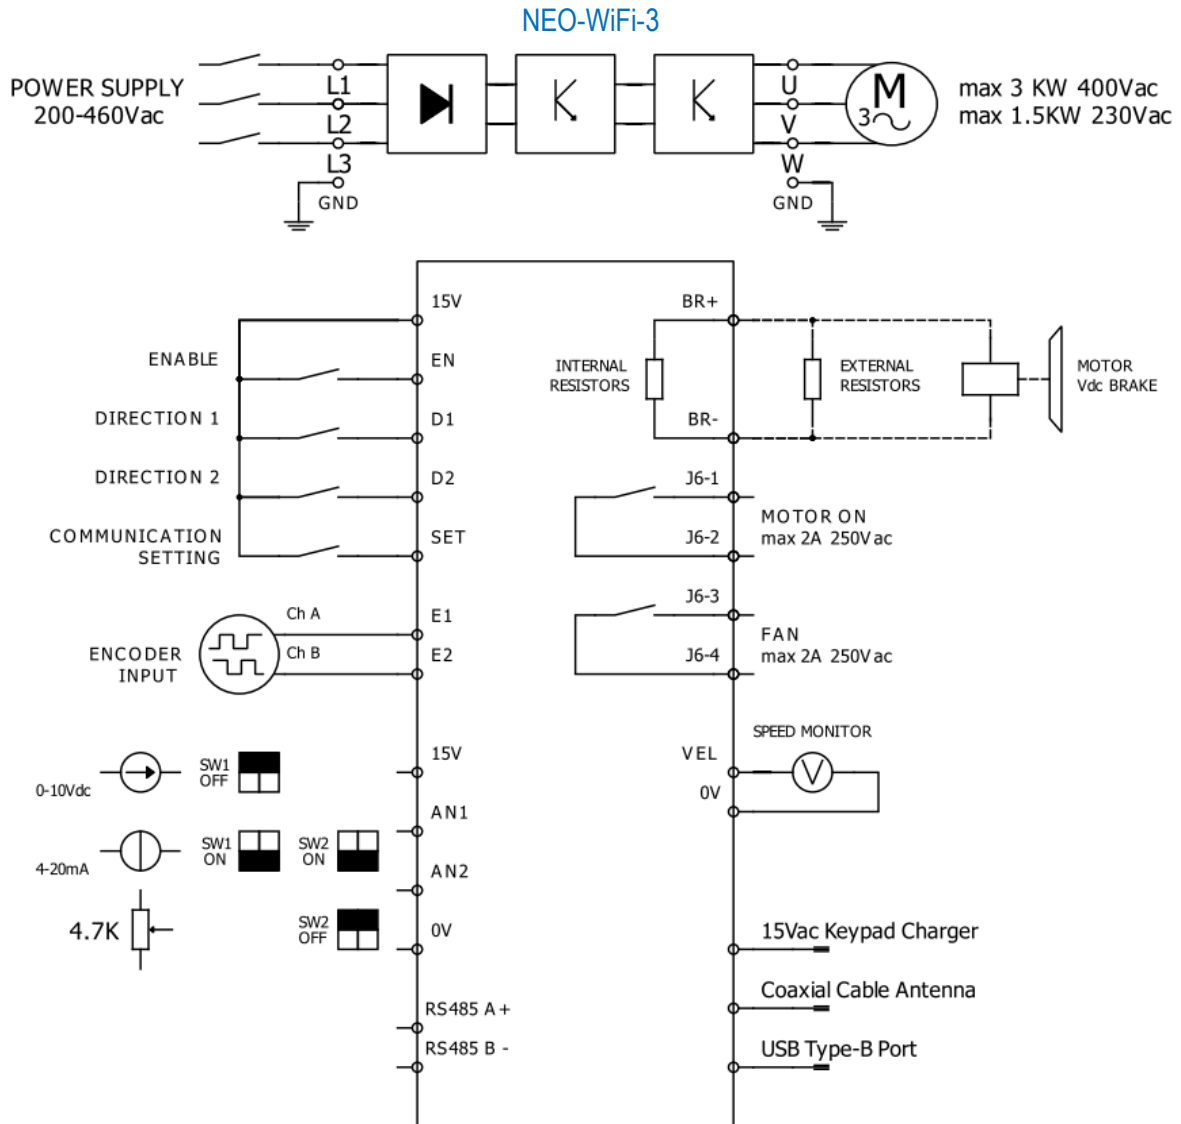 NEO-WiFi-3
POWER SUPPLY
200-460Vac
L1
L2
L3
GND
U
V
W
GND
M
3
max 3 KW 400Vac
max 1.5KW 230Vac
15V
ENABLE
EN
DIRECTION 1
D1
DIRECTION 2
D2
COMMUNICATION
SETTING
SET
ENCODER
INPUT
Ch A
Ch B
E1
E2
0-10Vdc
SW1
OFF
15V
4-20mA
SW1
ON
SW2
ON
AN1
AN2
4.7K
SW2
OFF
0V
RS485 A+
RS485 B -
BR+
INTERNAL
RESISTORS
EXTERNAL
RESISTORS
MOTOR
Vdc BRAKE
BR-
J6-1
J6-2
MOTOR ON
max 2A 250Vac
J6-3
J6-4
FAN
max 2A 250Vac
SPEED MONITOR
VEL
V
0V
15Vac Keypad Charger
Coaxial Cable Antenna
USB Type-B Port